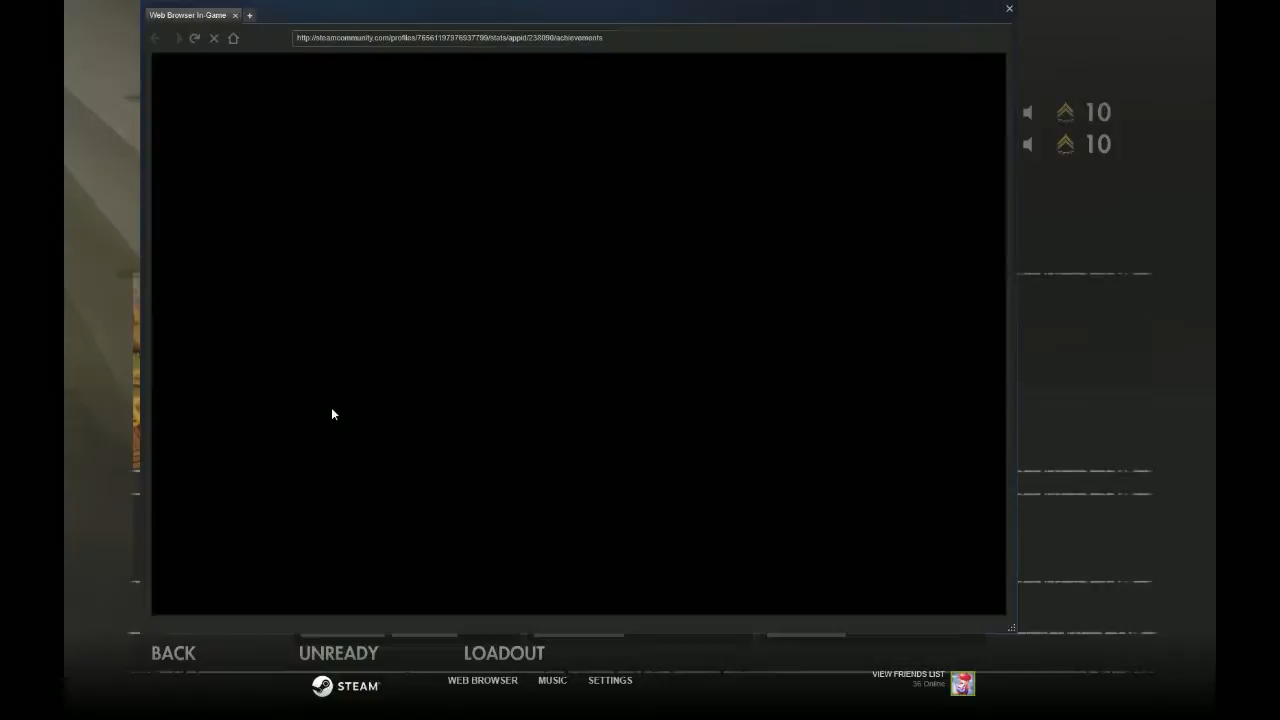 Web Browser In-Game
http://steamcommunity.com/profiles/76561197976937799/stats/appid/238090/achievements
10
10
BACK UNREADY LOADOUT
VIEW FRIENDS LIST
STEAM WEB BROWSER MUSIC SETTINGS
36 Online